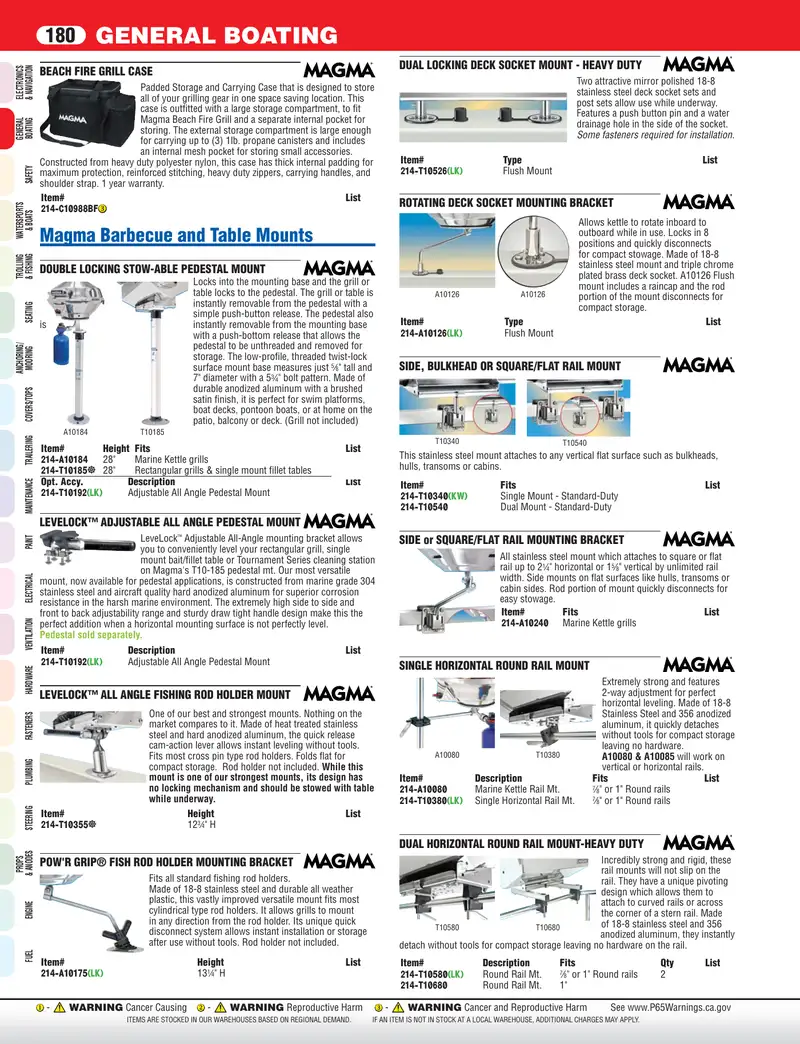 180 GENERAL BOATING
ELECTRONICS
& NAVIGATION
GENERAL
BOATING
SAFETY
WATERSPORTS
& BOATS
TROLLING
& FISHING
SEATING
ANCHORING/
MOORING
COVERS/TOPS
TRAILERING
MAINTENANCE
PAINT
ELECTRICAL
VENTILATION
HARDWARE
FASTENERS
PLUMBING
STEERING
PROPS
& ANODES
ENGINE
FUEL
BEACH FIRE GRILL CASE MAGMA
MAGMA
Padded Storage and Carrying Case that is designed to store
all of your grilling gear in one space saving location. This
case is outfitted with a large storage compartment, to fit
Magma Beach Fire Grill and a separate internal pocket for
storing. The external storage compartment is large enough
for carrying up to (3) 1lb. propane canisters and includes
an internal mesh pocket for storing small accessories.
Constructed from heavy duty polyester nylon, this case has thick internal padding for
maximum protection, reinforced stitching, heavy duty zippers, carrying handles, and
shoulder strap. 1 year warranty.
Item# List
214-C10988BF③
Magma Barbecue and Table Mounts
DOUBLE LOCKING STOW-ABLE PEDESTAL MOUNT MAGMA
Locks into the mounting base and the grill or
table locks to the pedestal. The grill or table is
instantly removable from the pedestal with a
simple push-button release. The pedestal also
is instantly removable from the mounting base
with a push-bottom release that allows the
pedestal to be unthreaded and removed for
storage. The low-profile, threaded twist-lock
surface mount base measures just ⅝" tall and
7" diameter with a 5¾" bolt pattern. Made of
durable anodized aluminum with a brushed
satin finish, it is perfect for swim platforms,
boat decks, pontoon boats, or at home on the
patio, balcony or deck. (Grill not included)
A10184 T10185
Item# Height Fits List
214-A10184 28" Marine Kettle grills
214-T10185 28" Rectangular grills & single mount fillet tables
Opt. Accy. Description List
214-T10192(LK) Adjustable All Angle Pedestal Mount
LEVELOCK™ ADJUSTABLE ALL ANGLE PEDESTAL MOUNT MAGMA
LeveLock™ Adjustable All-Angle mounting bracket allows
you to conveniently level your rectangular grill, single
mount bait/fillet table or Tournament Series cleaning station
on Magma's T10-185 pedestal mt. Our most versatile
mount, now available for pedestal applications, is constructed from marine grade 304
stainless steel and aircraft quality hard anodized aluminum for superior corrosion
resistance in the harsh marine environment. The extremely high side to side and
front to back adjustability range and sturdy draw tight handle design make this the
perfect addition when a horizontal mounting surface is not perfectly level.
Pedestal sold separately.
Item# Description List
214-T10192(LK) Adjustable All Angle Pedestal Mount
LEVELOCK™ ALL ANGLE FISHING ROD HOLDER MOUNT MAGMA
One of our best and strongest mounts. Nothing on the
market compares to it. Made of heat treated stainless
steel and hard anodized aluminum, the quick release
cam-action lever allows instant leveling without tools.
Fits most cross pin type rod holders. Folds flat for
compact storage. Rod holder not included. While this
mount is one of our strongest mounts, its design has
no locking mechanism and should be stowed with table
while underway.
Item# Height List
214-T10355 12¾" H
POW'R GRIP® FISH ROD HOLDER MOUNTING BRACKET MAGMA
Fits all standard fishing rod holders.
Made of 18-8 stainless steel and durable all weather
plastic, this vastly improved versatile mount fits most
cylindrical type rod holders. It allows grills to mount
in any direction from the rod holder. Its unique quick
disconnect system allows instant installation or storage
after use without tools. Rod holder not included.
Item# Height List
214-A10175(LK) 13¼" H
DUAL LOCKING DECK SOCKET MOUNT - HEAVY DUTY MAGMA
Two attractive mirror polished 18-8
stainless steel deck socket sets and
post sets allow use while underway.
Features a push button pin and a water
drainage hole in the side of the socket.
Some fasteners required for installation.
Item# Type List
214-T10526(LK) Flush Mount
ROTATING DECK SOCKET MOUNTING BRACKET MAGMA
Allows kettle to rotate inboard to
outboard while in use. Locks in 8
positions and quickly disconnects
for compact stowage. Made of 18-8
stainless steel mount and triple chrome
plated brass deck socket. A10126 Flush
mount includes a raincap and the rod
portion of the mount disconnects for
compact storage.
A10126 A10126
Item# Type List
214-A10126(LK) Flush Mount
SIDE, BULKHEAD OR SQUARE/FLAT RAIL MOUNT MAGMA
T10340 T10540
This stainless steel mount attaches to any vertical flat surface such as bulkheads,
hulls, transoms or cabins.
Item# Fits List
214-T10340(KW) Single Mount - Standard-Duty
214-T10540 Dual Mount - Standard-Duty
SIDE or SQUARE/FLAT RAIL MOUNTING BRACKET MAGMA
All stainless steel mount which attaches to square or flat
rail up to 2¼" horizontal or 1⅝" vertical by unlimited rail
width. Side mounts on flat surfaces like hulls, transoms or
cabin sides. Rod portion of mount quickly disconnects for
easy stowage.
Item# Fits List
214-A10240 Marine Kettle grills
SINGLE HORIZONTAL ROUND RAIL MOUNT MAGMA
Extremely strong and features
2-way adjustment for perfect
horizontal leveling. Made of 18-8
Stainless Steel and 356 anodized
aluminum, it quickly detaches
without tools for compact storage
leaving no hardware.
A10080 & A10085 will work on
vertical or horizontal rails.
A10080 T10380
Item# Description Fits List
214-A10080 Marine Kettle Rail Mt. ⅞" or 1" Round rails
214-T10380(LK) Single Horizontal Rail Mt. ⅞" or 1" Round rails
DUAL HORIZONTAL ROUND RAIL MOUNT-HEAVY DUTY MAGMA
Incredibly strong and rigid, these
rail mounts will not slip on the
rail. They have a unique pivoting
design which allows them to
attach to curved rails or across
the corner of a stern rail. Made
of 18-8 stainless steel and 356
anodized aluminum, they instantly
T10580 T10680
detach without tools for compact storage leaving no hardware on the rail.
Item# Description Fits Qty List
214-T10580(LK) Round Rail Mt. ⅞" or 1" Round rails 2
214-T10680 Round Rail Mt. 1"
① - WARNING Cancer Causing ② - WARNING Reproductive Harm ③ - WARNING Cancer and Reproductive Harm See www.P65Warnings.ca.gov
ITEMS ARE STOCKED IN OUR WAREHOUSES BASED ON REGIONAL DEMAND. IF AN ITEM IS NOT IN STOCK AT A LOCAL WAREHOUSE, ADDITIONAL CHARGES MAY APPLY.